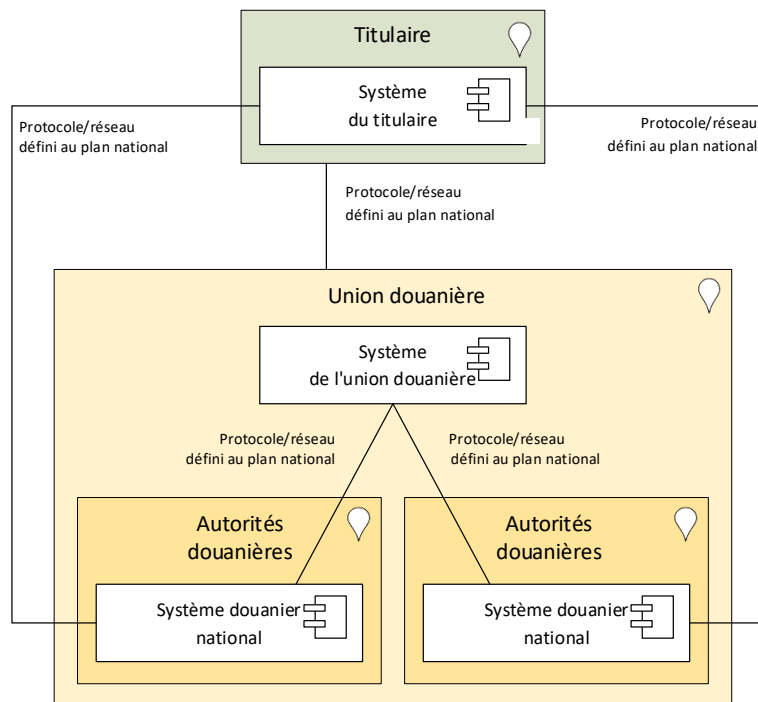 Titulaire
Système
du titulaire
Protocole/réseau
défini au plan national
Protocole/réseau
défini au plan national
Protocole/réseau
défini au plan national
Union douanière
Système
de l'union douanière
Protocole/réseau
défini au plan national
Protocole/réseau
défini au plan national
Autorités
douanières
Autorités
douanières
Système douanier
national
Système douanier
national